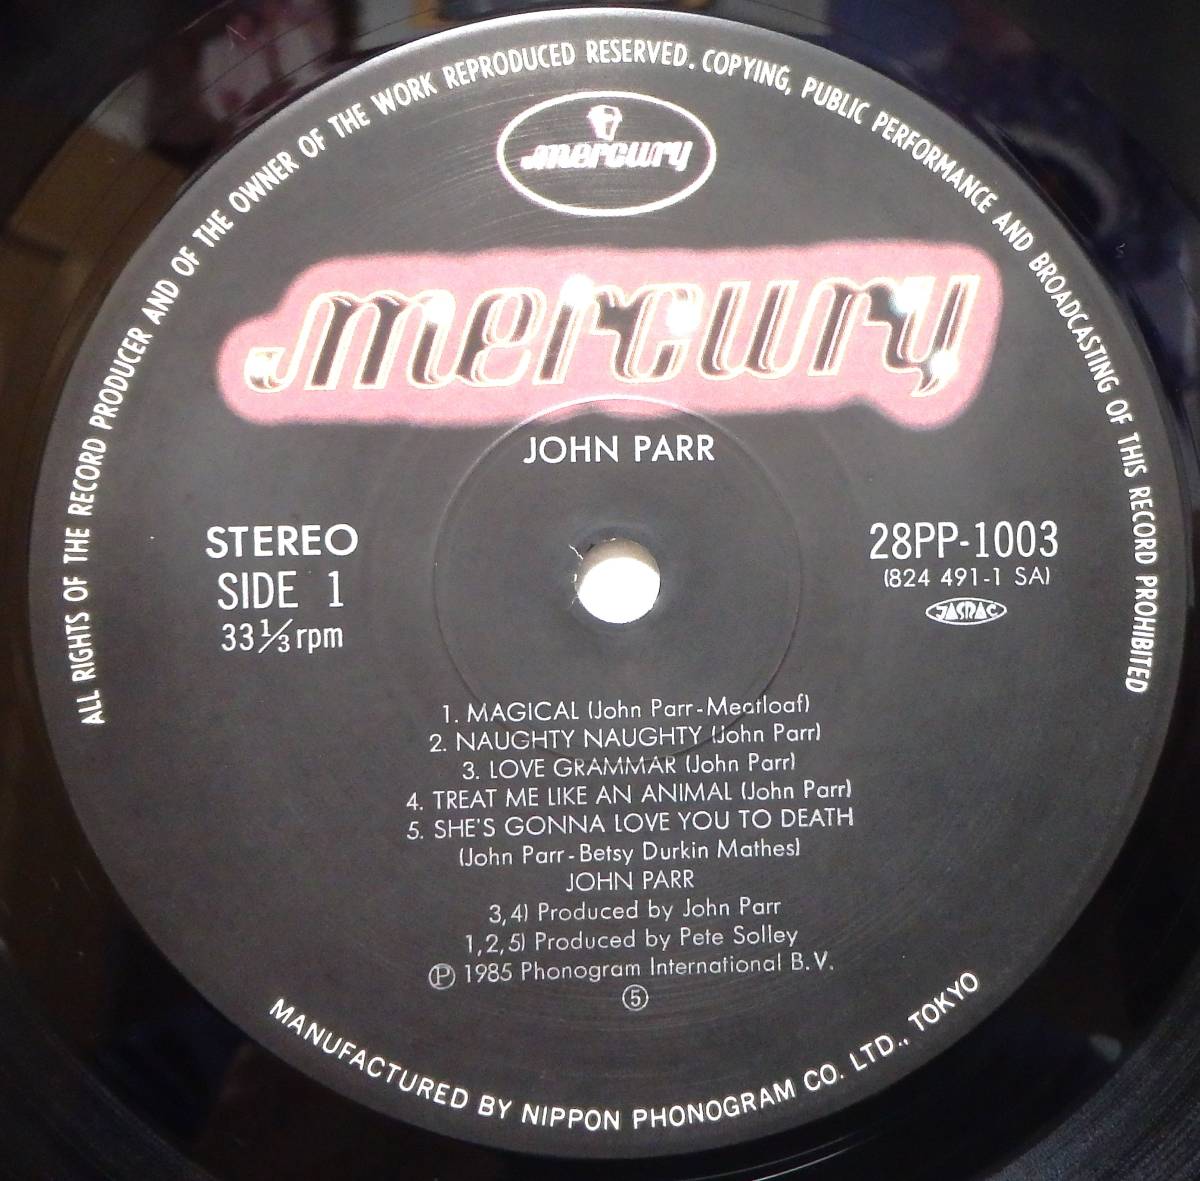 ALL RIGHTS OF THE RECORD PRODUCER AND OF THE OWNER OF THE WORK REPRODUCED RESERVED. COPYING, PUBLIC PERFORMANCE AND BROADCASTING OF THIS RECORD PROHIBITED
mercury
mercury
JOHN PARR
STEREO
SIDE 1
33⅓ rpm
28PP-1003
(824 491-1 SA)
JASRAC
1. MAGICAL (John Parr-Meatloaf)
2. NAUGHTY NAUGHTY (John Parr)
3. LOVE GRAMMAR (John Parr)
4. TREAT ME LIKE AN ANIMAL (John Parr)
5. SHE'S GONNA LOVE YOU TO DEATH
(John Parr-Betsy Durkin Mathes)
JOHN PARR
3,4) Produced by John Parr
1,2,5) Produced by Pete Solley
Ⓟ 1985 Phonogram International B.V.
⑤
MANUFACTURED BY NIPPON PHONOGRAM CO. LTD., TOKYO